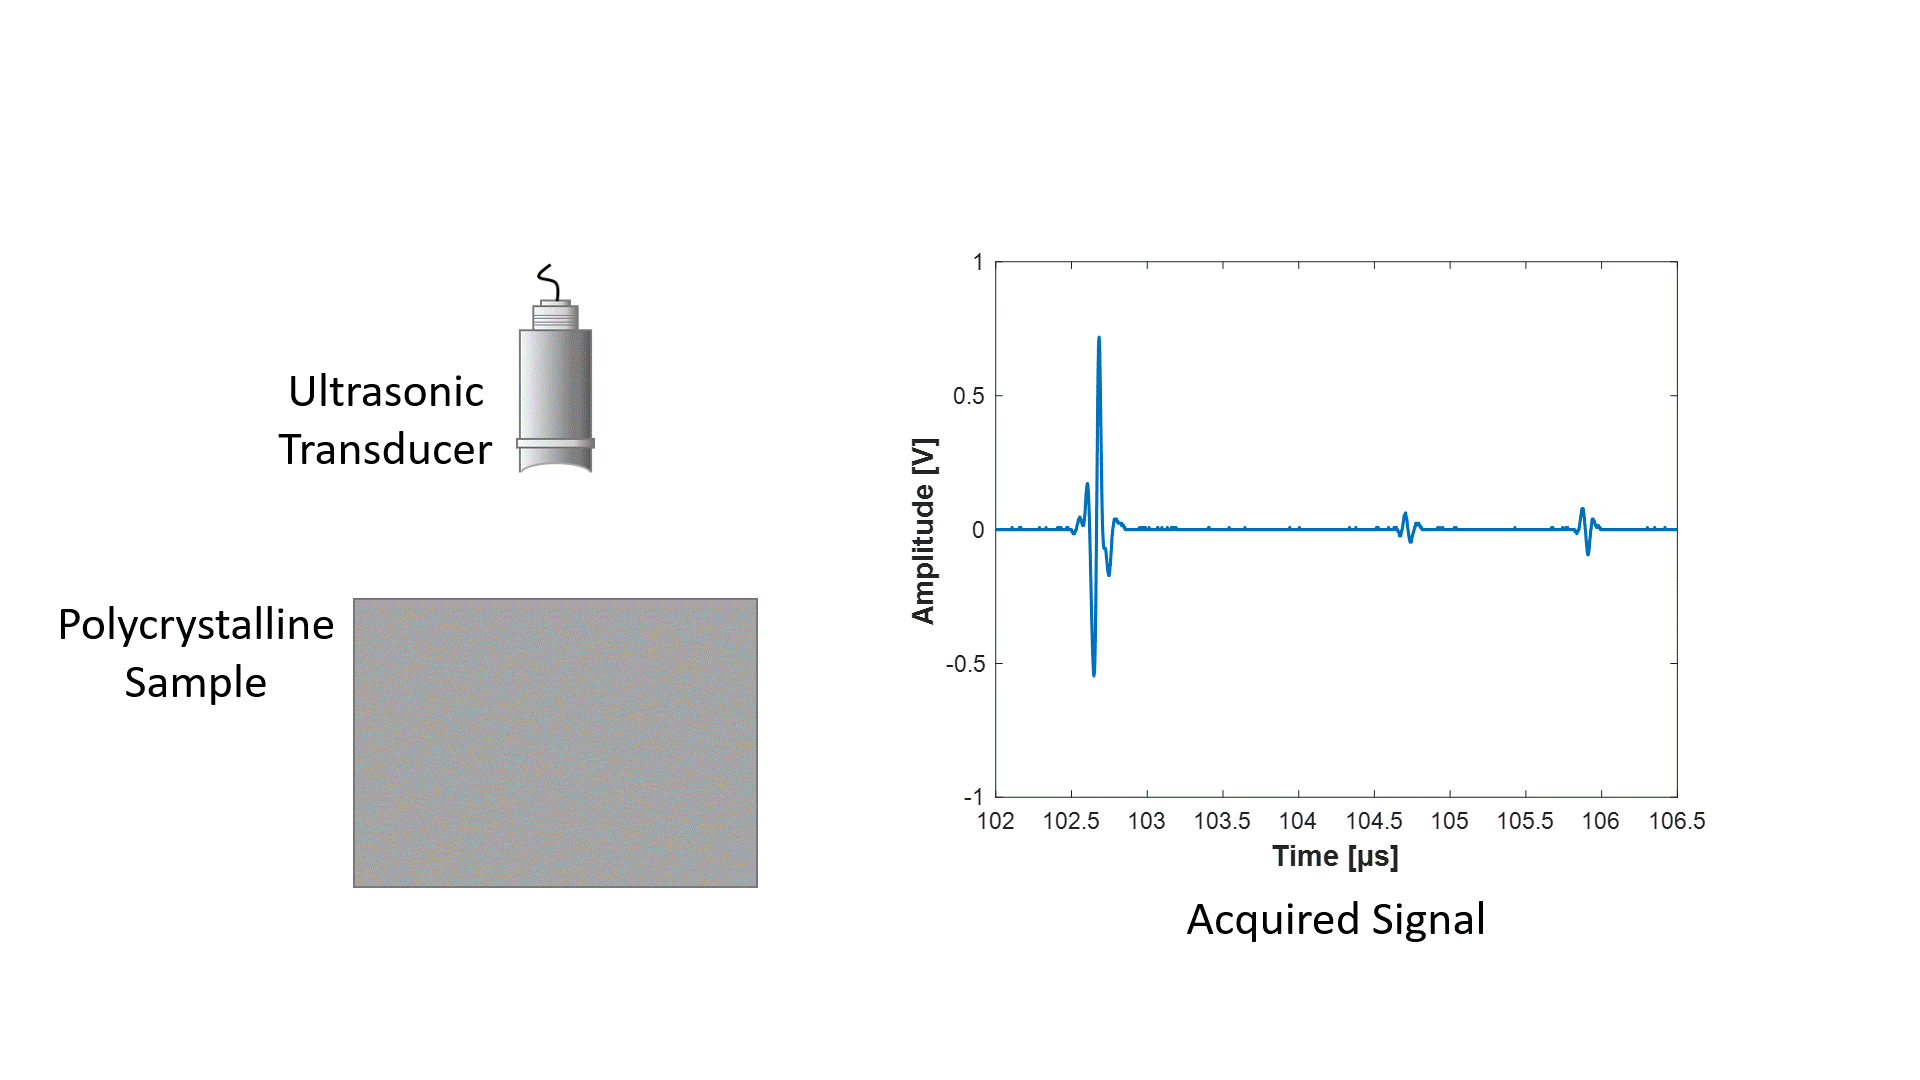 Ultrasonic
Transducer
Polycrystalline
Sample
1
0.5
0
-0.5
-1
Amplitude [V]
102 102.5 103 103.5 104 104.5 105 105.5 106 106.5
Time [µs]
Acquired Signal